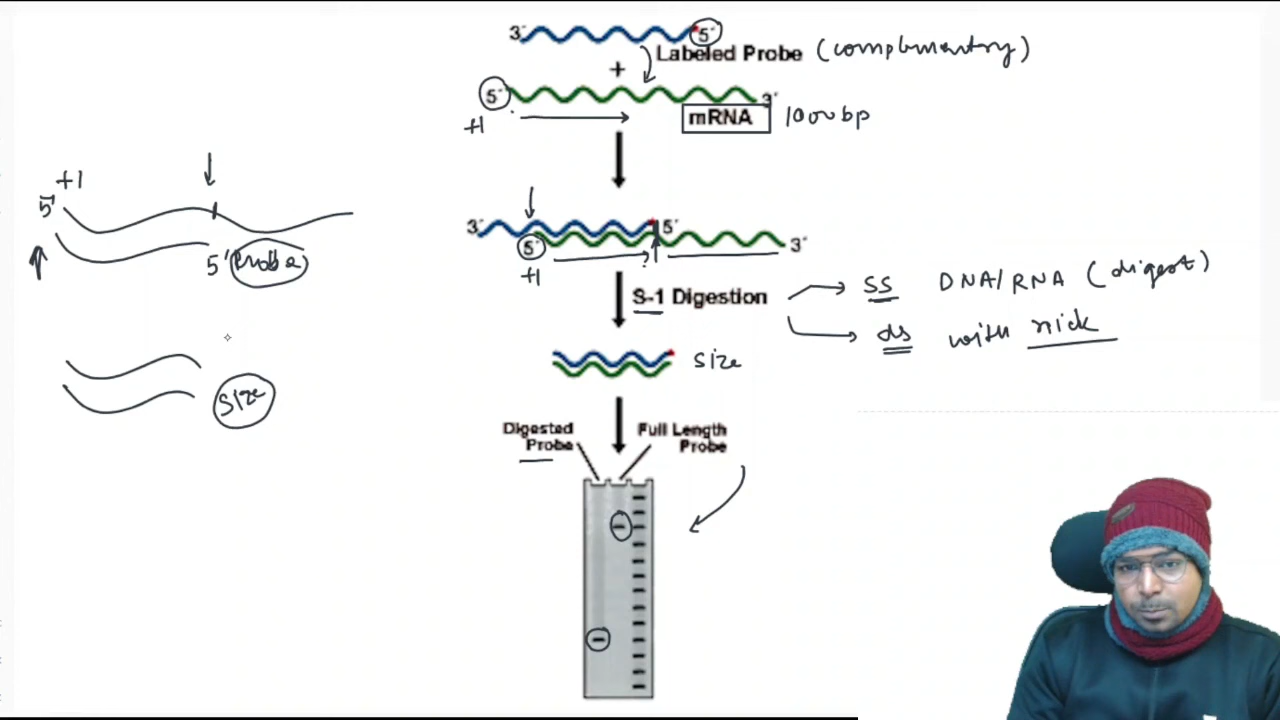 3´ 5´
Labeled Probe (complimentry)
+
5´ 3´
+1 mRNA 1000bp
+1
5'
5' Probe
3´ 5´
5´ 3´
+1 ?
S-1 Digestion
SS DNA/RNA (digest)
ds with nick
size
size
Digested Probe
Full Length Probe